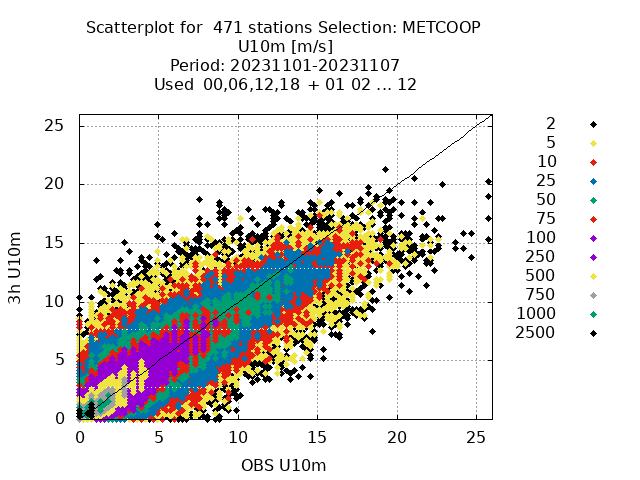 Scatterplot for  471 stations Selection: METCOOP
U10m [m/s]
Period: 20231101-20231107
Used  00,06,12,18  + 01 02 ... 12
25
20
15
10
5
0
3h U10m
0 5 10 15 20 25
OBS U10m
2
5
10
25
50
75
100
250
500
750
1000
2500